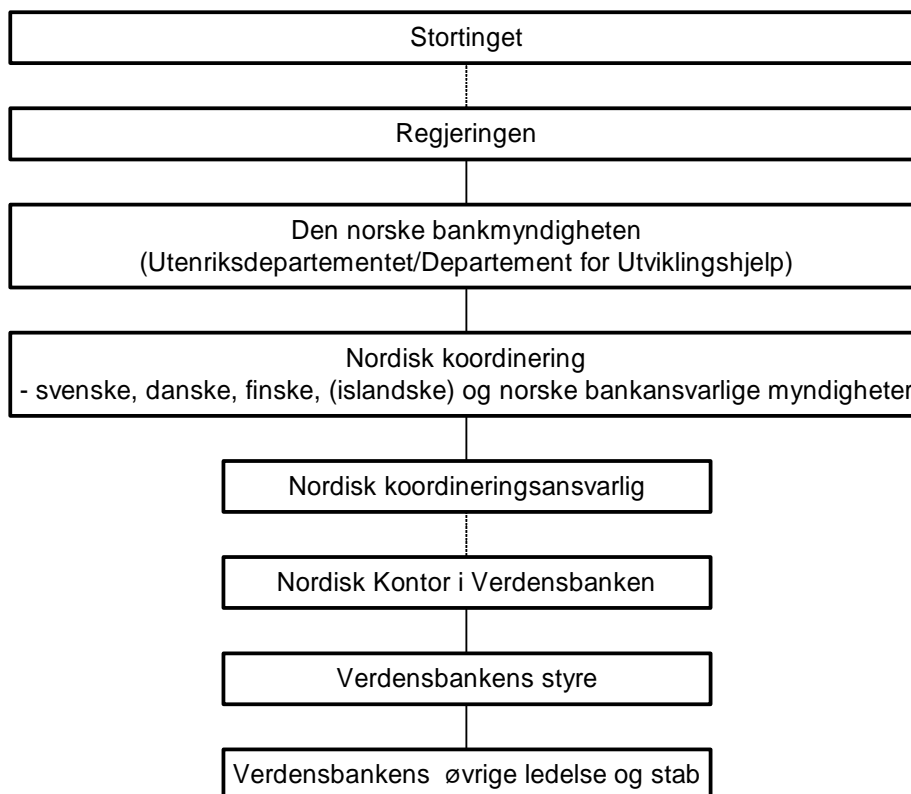 Stortinget
Regjeringen
Den norske bankmyndigheten
(Utenriksdepartementet/Departement for Utviklingshjelp)
Nordisk koordinering
- svenske, danske, finske, (islandske) og norske bankansvarlige myndigheter
Nordisk koordineringsansvarlig
Nordisk Kontor i Verdensbanken
Verdensbankens styre
Verdensbankens øvrige ledelse og stab